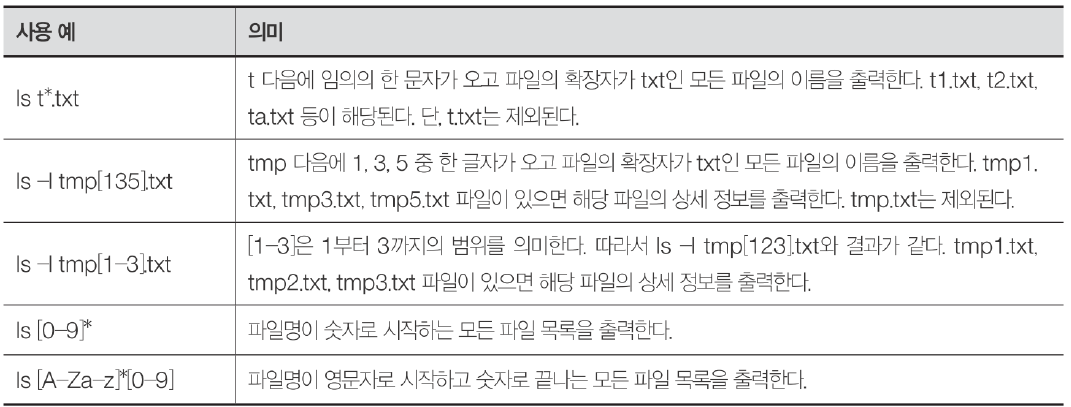 사용 예 의미
ls t*.txt
t 다음에 임의의 한 문자가 오고 파일의 확장자가 txt인 모든 파일의 이름을 출력한다. t1.txt, t2.txt,
ta.txt 등이 해당된다. 단, t.txt는 제외된다.
ls -l tmp[135].txt
tmp 다음에 1, 3, 5 중 한 글자가 오고 파일의 확장자가 txt인 모든 파일의 이름을 출력한다. tmp1.
txt, tmp3.txt, tmp5.txt 파일이 있으면 해당 파일의 상세 정보를 출력한다. tmp.txt는 제외된다.
ls -l tmp[1-3].txt
[1-3]은 1부터 3까지의 범위를 의미한다. 따라서 ls -l tmp[123].txt와 결과가 같다. tmp1.txt,
tmp2.txt, tmp3.txt 파일이 있으면 해당 파일의 상세 정보를 출력한다.
ls [0-9]* 파일명이 숫자로 시작하는 모든 파일 목록을 출력한다.
ls [A-Za-z]*[0-9] 파일명이 영문자로 시작하고 숫자로 끝나는 모든 파일 목록을 출력한다.